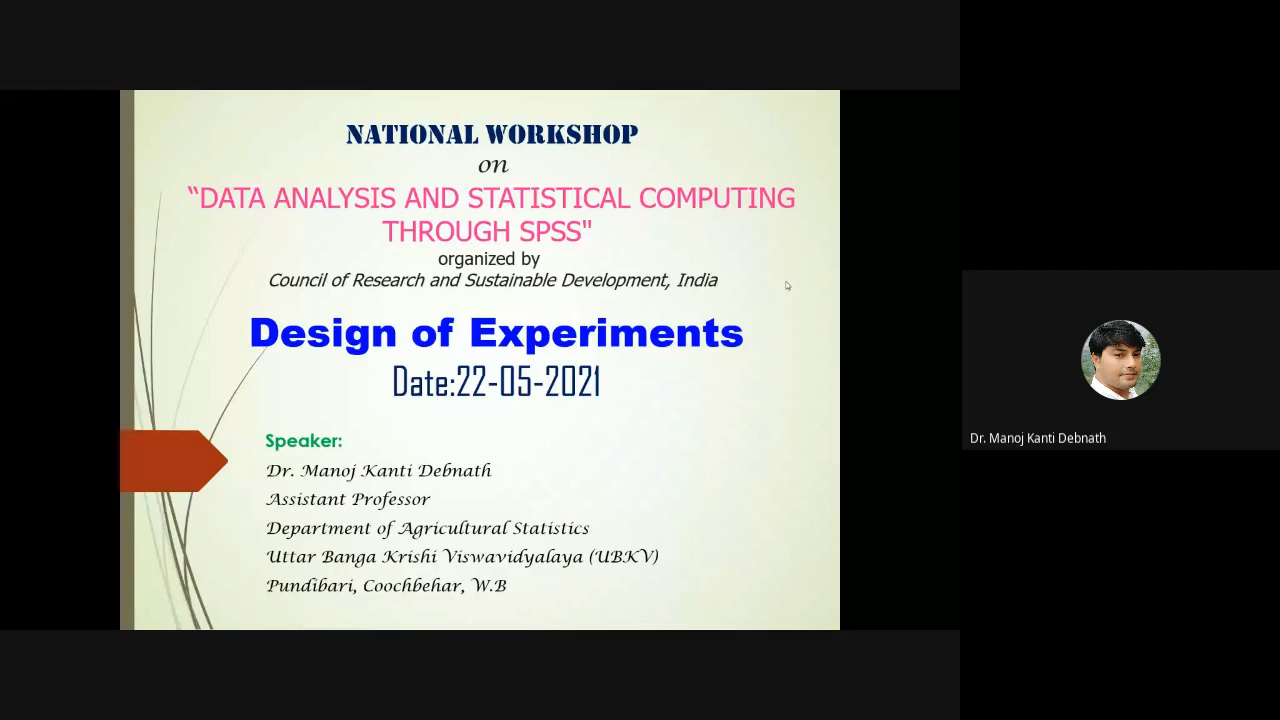 NATIONAL WORKSHOP
on
“DATA ANALYSIS AND STATISTICAL COMPUTING
THROUGH SPSS"
organized by
Council of Research and Sustainable Development, India
Design of Experiments
Date:22-05-2021
Speaker:
Dr. Manoj Kanti Debnath
Assistant Professor
Department of Agricultural Statistics
Uttar Banga Krishi Viswavidyalaya (UBKV)
Pundibari, Coochbehar, W.B
Dr. Manoj Kanti Debnath